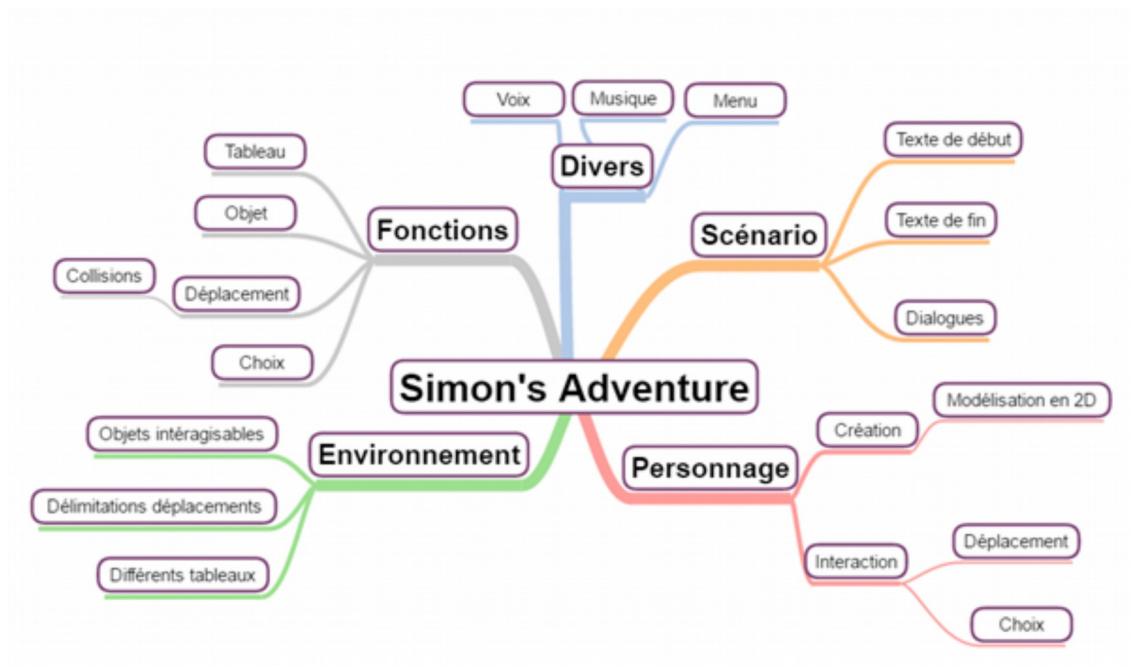 Voix
Musique
Menu
Divers
Tableau
Objet
Collisions
Déplacement
Choix
Fonctions
Texte de début
Texte de fin
Dialogues
Scénario
Simon's Adventure
Objets intéragisables
Délimitations déplacements
Différents tableaux
Environnement
Personnage
Création
Modélisation en 2D
Interaction
Déplacement
Choix